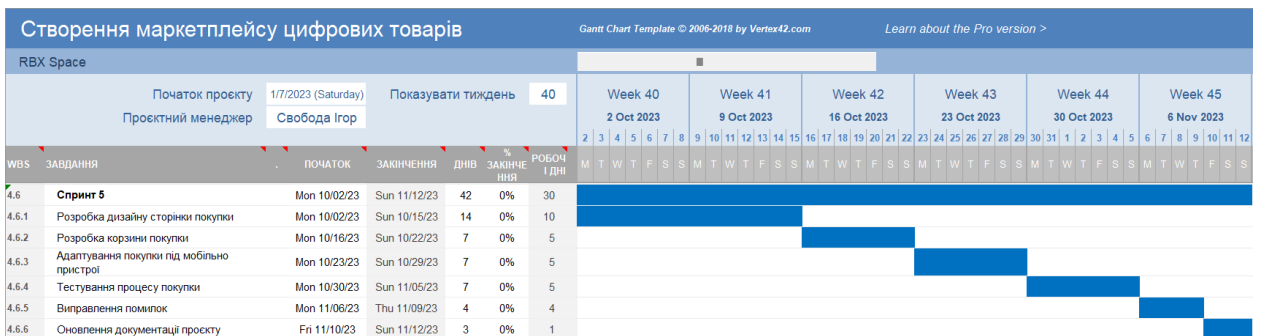 Створення маркетплейсу цифрових товарів
Gantt Chart Template © 2006-2018 by Vertex42.com
Learn about the Pro version >
RBX Space
Початок проєкту 1/7/2023 (Saturday) Показувати тиждень 40
Проєктний менеджер Свобода Ігор
Week 40 Week 41 Week 42 Week 43 Week 44 Week 45
2 Oct 2023 9 Oct 2023 16 Oct 2023 23 Oct 2023 30 Oct 2023 6 Nov 2023
2 3 4 5 6 7 8 9 10 11 12 13 14 15 16 17 18 19 20 21 22 23 24 25 26 27 28 29 30 31 1 2 3 4 5 6 7 8 9 10 11 12
WBS ЗАВДАННЯ . ПОЧАТОК ЗАКІНЧЕННЯ ДНІВ % ЗАКІНЧЕ ННЯ РОБОЧ І ДНІ M T W T F S S M T W T F S S M T W T F S S M T W T F S S M T W T F S S M T W T F S S
4.6 Спринт 5 Mon 10/02/23 Sun 11/12/23 42 0% 30
4.6.1 Розробка дизайну сторінки покупки Mon 10/02/23 Sun 10/15/23 14 0% 10
4.6.2 Розробка корзини покупки Mon 10/16/23 Sun 10/22/23 7 0% 5
4.6.3 Адаптування покупки під мобільно пристрої Mon 10/23/23 Sun 10/29/23 7 0% 5
4.6.4 Тестування процесу покупки Mon 10/30/23 Sun 11/05/23 7 0% 5
4.6.5 Виправлення помилок Mon 11/06/23 Thu 11/09/23 4 0% 4
4.6.6 Оновлення документації проєкту Fri 11/10/23 Sun 11/12/23 3 0% 1